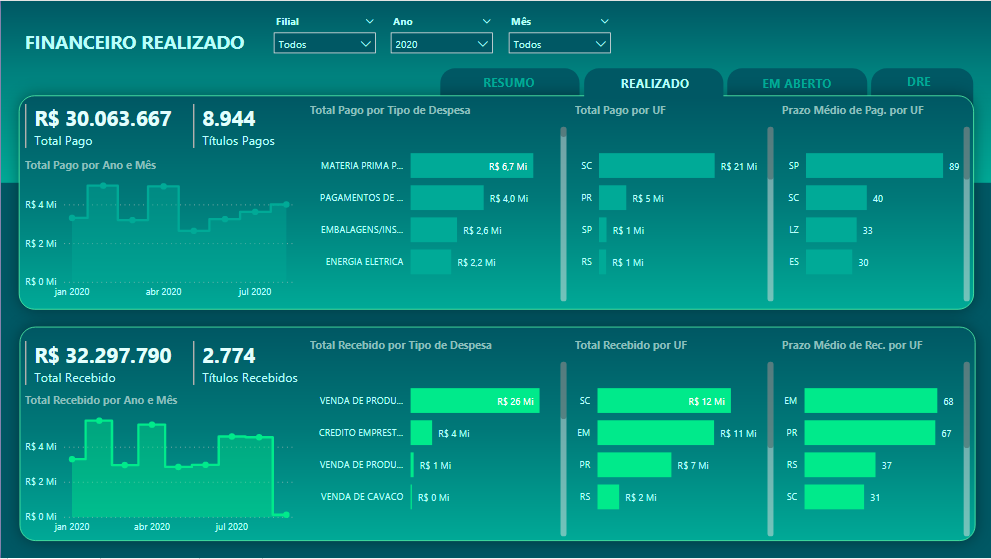 Filial
Ano
Mês
FINANCEIRO REALIZADO
Todos
2020
Todos
RESUMO
REALIZADO
EM ABERTO
DRE
R$ 30.063.667
Total Pago
8.944
Títulos Pagos
Total Pago por Ano e Mês
R$ 4 Mi
R$ 2 Mi
R$ 0 Mi
jan 2020
abr 2020
jul 2020
Total Pago por Tipo de Despesa
MATERIA PRIMA P... R$ 6,7 Mi
PAGAMENTOS DE ... R$ 4,0 Mi
EMBALAGENS/INS... R$ 2,6 Mi
ENERGIA ELETRICA R$ 2,2 Mi
Total Pago por UF
SC R$ 21 Mi
PR R$ 5 Mi
SP R$ 1 Mi
RS R$ 1 Mi
Prazo Médio de Pag. por UF
SP 89
SC 40
LZ 33
ES 30
R$ 32.297.790
Total Recebido
2.774
Títulos Recebidos
Total Recebido por Ano e Mês
R$ 4 Mi
R$ 2 Mi
R$ 0 Mi
jan 2020
abr 2020
jul 2020
Total Recebido por Tipo de Despesa
VENDA DE PRODU... R$ 26 Mi
CREDITO EMPREST... R$ 4 Mi
VENDA DE PRODU... R$ 1 Mi
VENDA DE CAVACO R$ 0 Mi
Total Recebido por UF
SC R$ 12 Mi
EM R$ 11 Mi
PR R$ 7 Mi
RS R$ 2 Mi
Prazo Médio de Rec. por UF
EM 68
PR 67
RS 37
SC 31